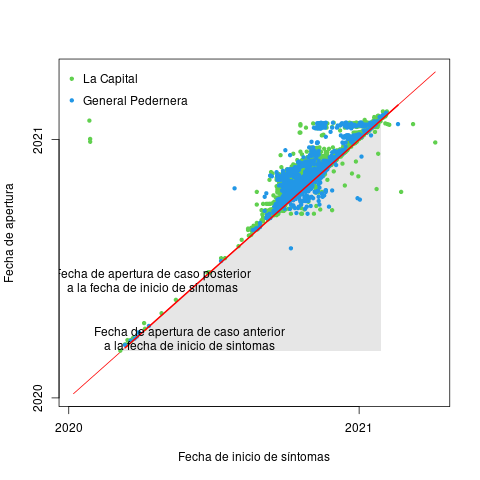 La Capital
General Pedernera
2021
Fecha de apertura
fecha de apertura de caso posterior
a la fecha de inicio de síntomas
Fecha de apertura de caso anterior
a la fecha de inicio de síntomas
2020
2020
2021
Fecha de inicio de síntomas